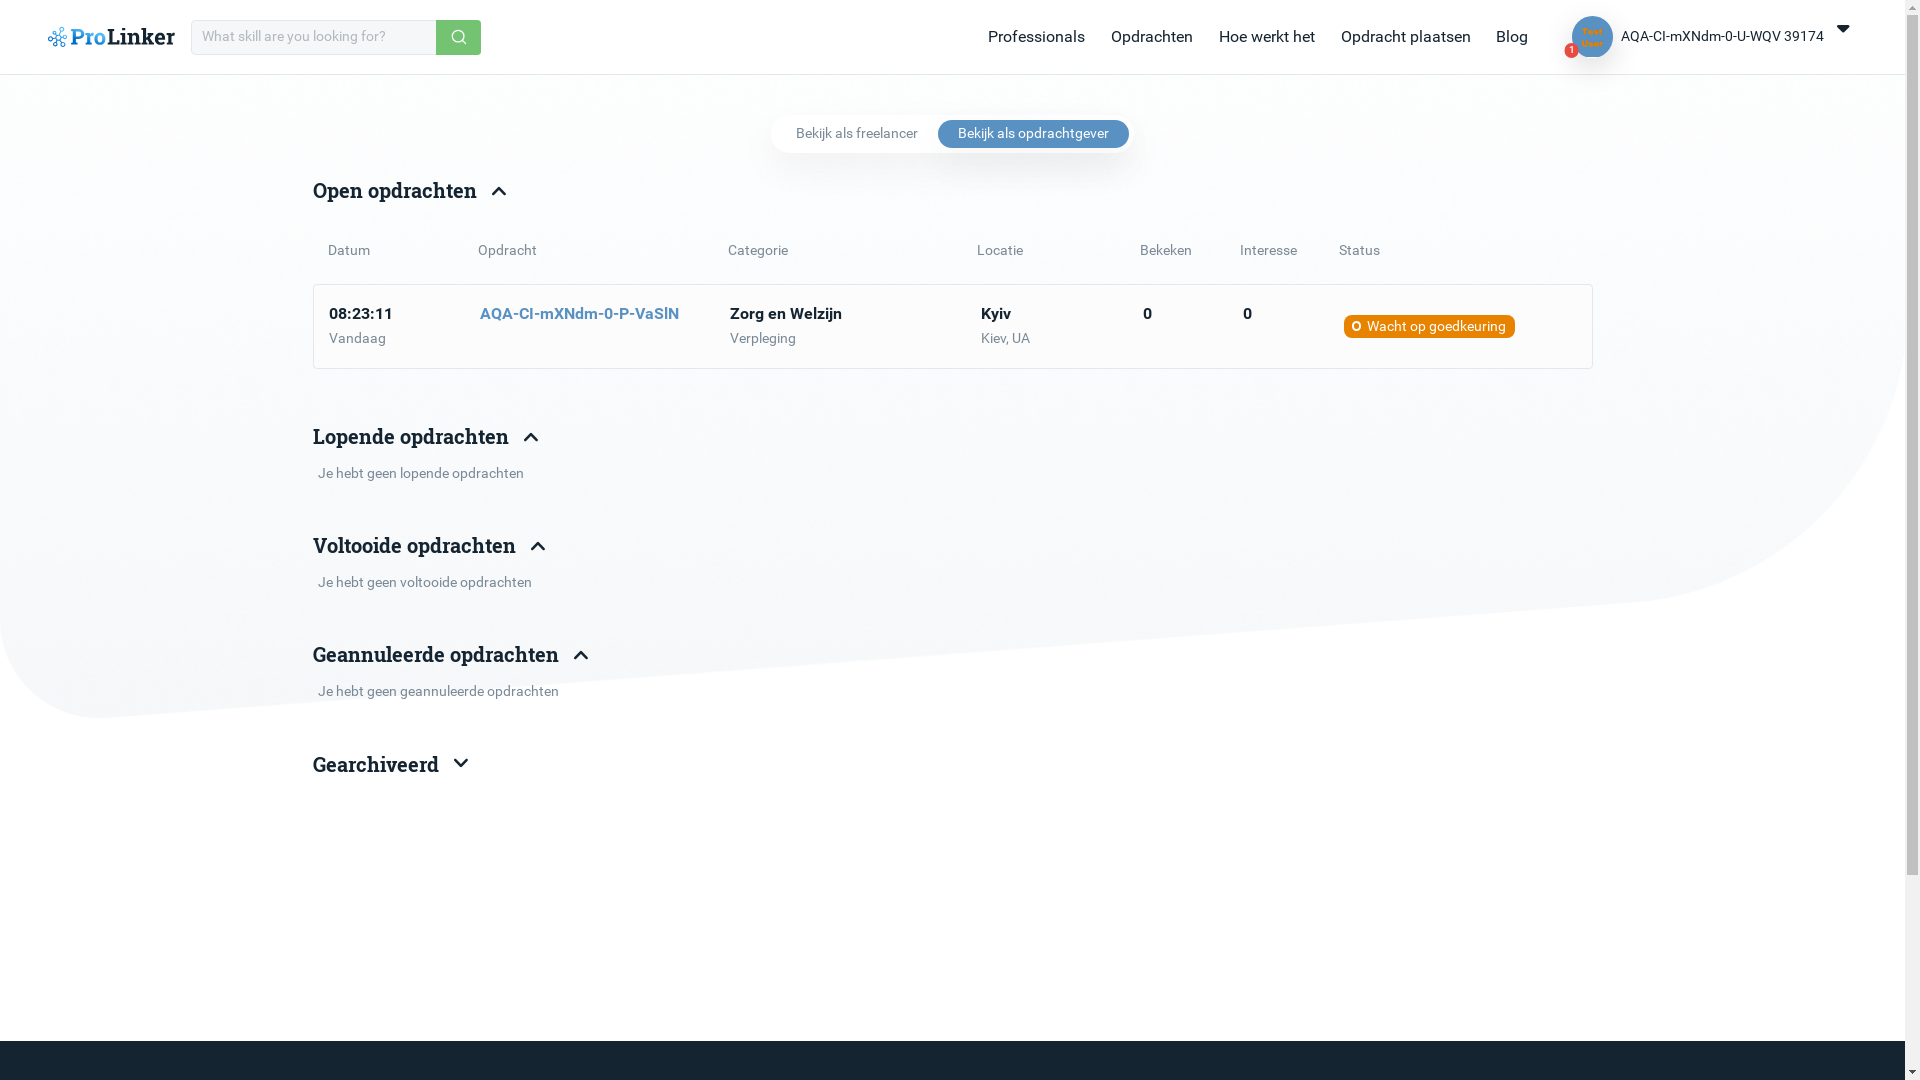 ProLinker
What skill are you looking for?
Professionals
Opdrachten
Hoe werkt het
Opdracht plaatsen
Blog
Test
User
1
AQA-CI-mXNdm-0-U-WQV 39174
Bekijk als freelancer
Bekijk als opdrachtgever
Open opdrachten
Datum Opdracht Categorie Locatie Bekeken Interesse Status
08:23:11 AQA-CI-mXNdm-0-P-VaSlN Zorg en Welzijn Kyiv 0 0 Wacht op goedkeuring
Vandaag Verpleging Kiev, UA
Lopende opdrachten
Je hebt geen lopende opdrachten
Voltooide opdrachten
Je hebt geen voltooide opdrachten
Geannuleerde opdrachten
Je hebt geen geannuleerde opdrachten
Gearchiveerd